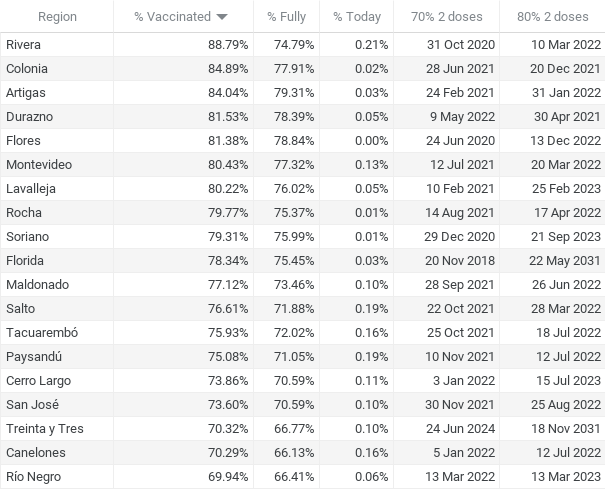 Region % Vaccinated % Fully % Today 70% 2 doses 80% 2 doses
Rivera 88.79% 74.79% 0.21% 31 Oct 2020 10 Mar 2022
Colonia 84.89% 77.91% 0.02% 28 Jun 2021 20 Dec 2021
Artigas 84.04% 79.31% 0.03% 24 Feb 2021 31 Jan 2022
Durazno 81.53% 78.39% 0.05% 9 May 2022 30 Apr 2021
Flores 81.38% 78.84% 0.00% 24 Jun 2020 13 Dec 2022
Montevideo 80.43% 77.32% 0.13% 12 Jul 2021 20 Mar 2022
Lavalleja 80.22% 76.02% 0.05% 10 Feb 2021 25 Feb 2023
Rocha 79.77% 75.37% 0.01% 14 Aug 2021 17 Apr 2022
Soriano 79.31% 75.99% 0.01% 29 Dec 2020 21 Sep 2023
Florida 78.34% 75.45% 0.03% 20 Nov 2018 22 May 2031
Maldonado 77.12% 73.46% 0.10% 28 Sep 2021 26 Jun 2022
Salto 76.61% 71.88% 0.19% 22 Oct 2021 28 Mar 2022
Tacuarembó 75.93% 72.02% 0.16% 25 Oct 2021 18 Jul 2022
Paysandú 75.08% 71.05% 0.19% 10 Nov 2021 12 Jul 2022
Cerro Largo 73.86% 70.59% 0.11% 3 Jan 2022 15 Jul 2023
San José 73.60% 70.59% 0.10% 30 Nov 2021 25 Aug 2022
Treinta y Tres 70.32% 66.77% 0.10% 24 Jun 2024 18 Nov 2031
Canelones 70.29% 66.13% 0.16% 5 Jan 2022 12 Jul 2022
Río Negro 69.94% 66.41% 0.06% 13 Mar 2022 13 Mar 2023